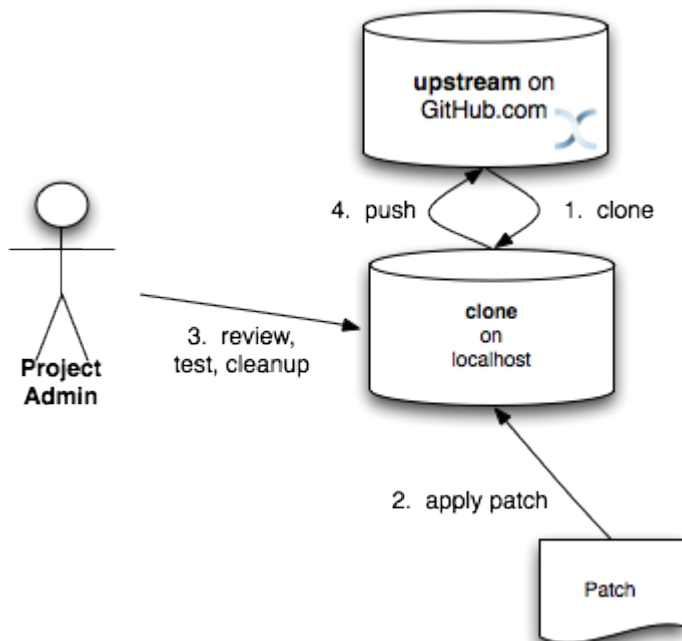 upstream on
GitHub.com
4. push
1. clone
clone
on
localhost
3. review,
test, cleanup
Project
Admin
2. apply patch
Patch